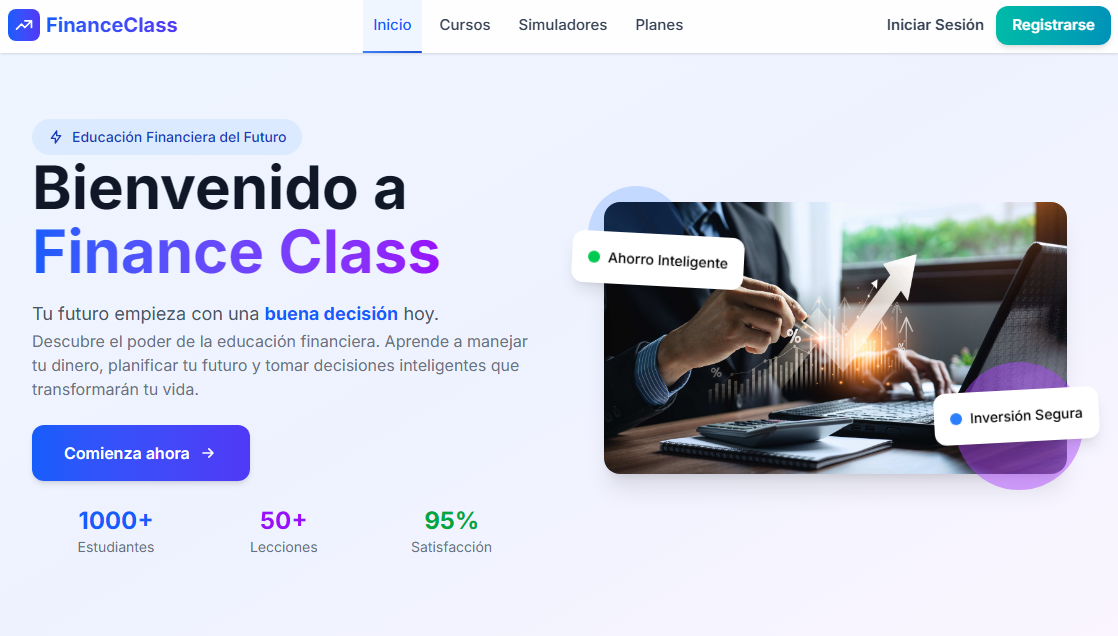 FinanceClass
Inicio
Cursos
Simuladores
Planes
Iniciar Sesión
Registrarse
Educación Financiera del Futuro
Bienvenido a
Finance Class
Tu futuro empieza con una buena decisión hoy.
Descubre el poder de la educación financiera. Aprende a manejar
tu dinero, planificar tu futuro y tomar decisiones inteligentes que
transformarán tu vida.
Comienza ahora
1000+
Estudiantes
50+
Lecciones
95%
Satisfacción
Ahorro Inteligente
%
%
Inversión Segura